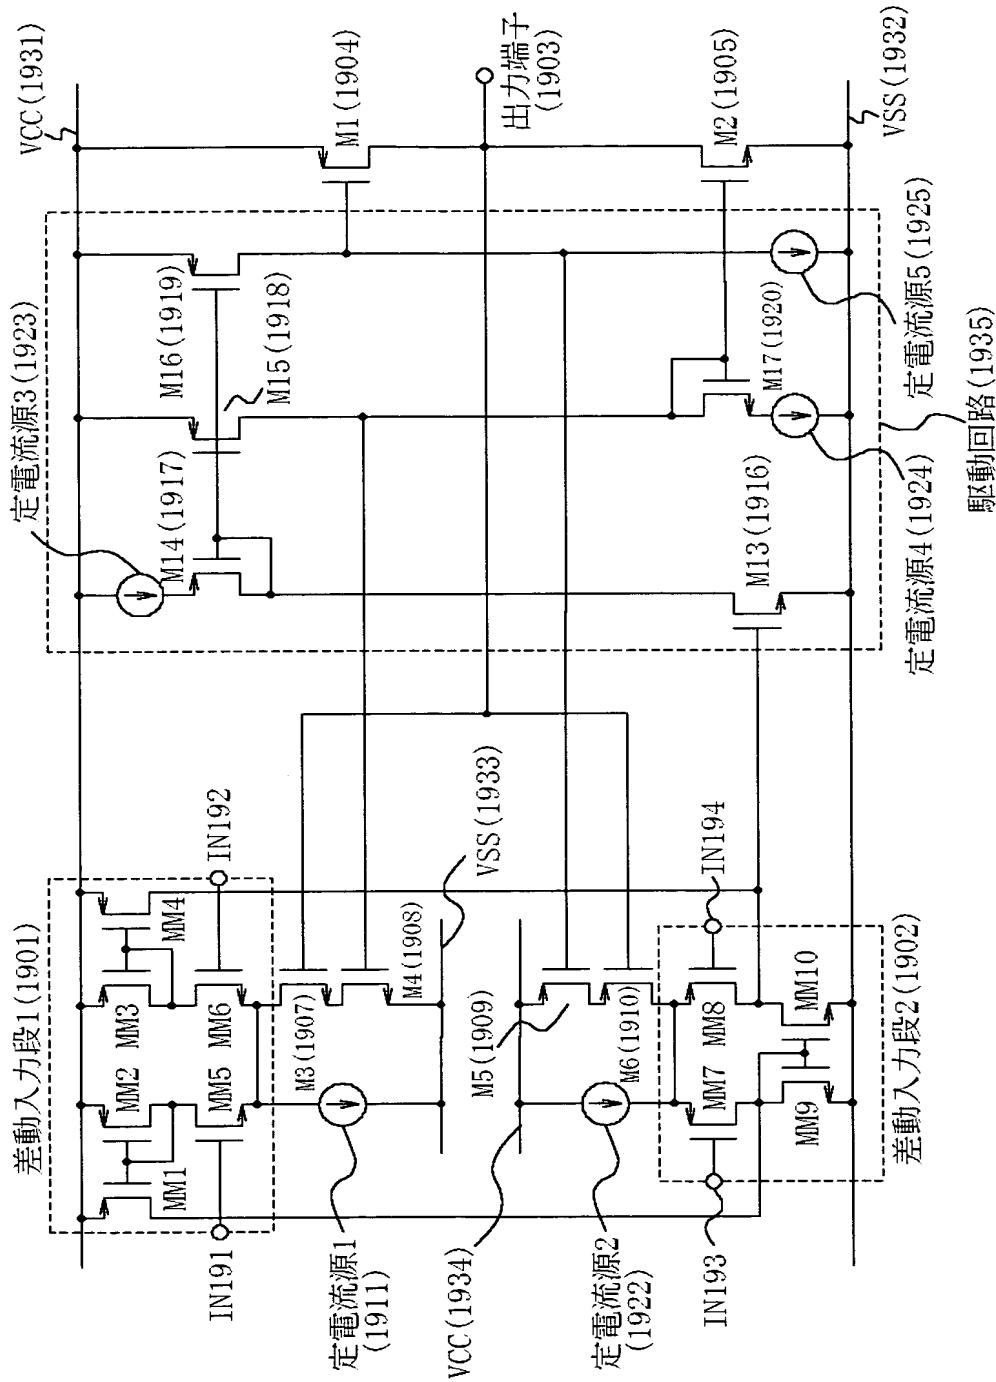 差動入力段1(1901)
MM1
MM2
MM3
MM4
MM5
MM6
IN191
IN192
定電流源1
(1911)
M3(1907)
M4(1908)
VSS(1933)
VCC(1934)
定電流源2
(1922)
M5(1909)
M6(1910)
IN193
IN194
MM7
MM8
MM9
MM10
差動入力段2(1902)
定電流源3(1923)
M14(1917)
M15(1918)
M16(1919)
M13(1916)
M17(1920)
定電流源4(1924)
定電流源5(1925)
駆動回路(1935)
VCC(1931)
M1(1904)
出力端子
(1903)
M2(1905)
VSS(1932)